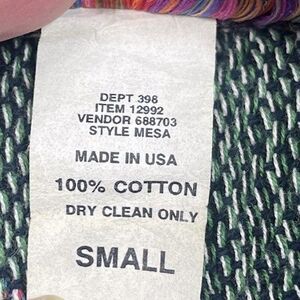 DEPT 398
ITEM 12992
VENDOR 688703
STYLE MESA
MADE IN USA
100% COTTON
DRY CLEAN ONLY
SMALL